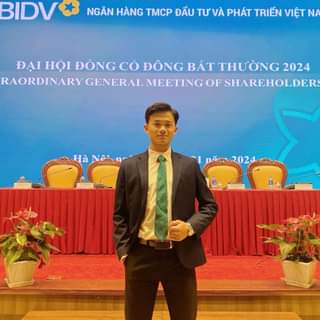 BIDV NGÂN HÀNG TMCP ĐẦU TƯ VÀ PHÁT TRIỂN VIỆT NA
ĐẠI HỘI ĐỒNG CỔ ĐÔNG BẤT THƯỜNG 2024
RAORDINARY GENERAL MEETING OF SHAREHOLDERS
Hà Nội, 2024